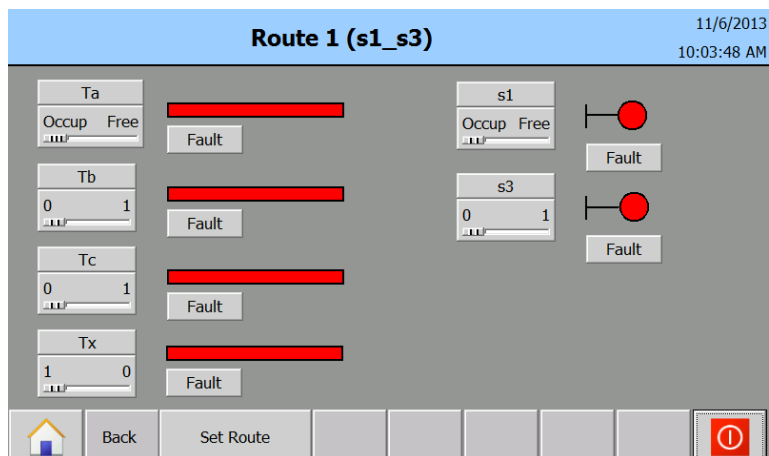 Route 1 (s1_s3)
11/6/2013
10:03:48 AM
Ta
Occup Free
Fault
s1
Occup Free
Fault
Tb
0 1
Fault
s3
0 1
Fault
Tc
0 1
Fault
Tx
1 0
Fault
Back
Set Route